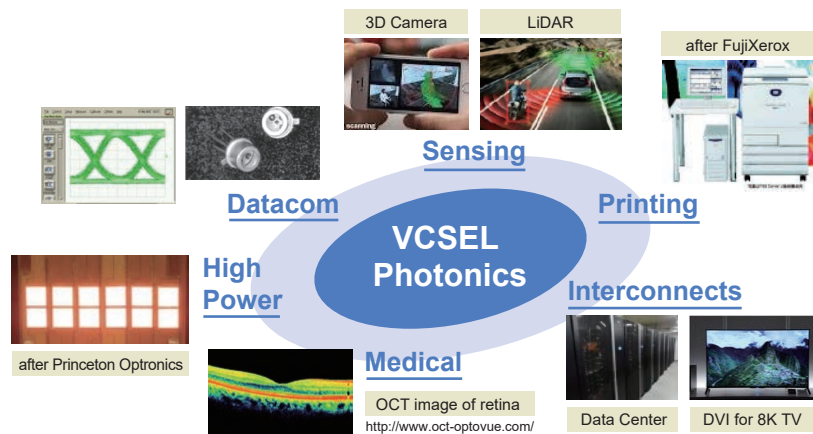 3D Camera
LiDAR
after FujiXerox
scanning
Sensing
Datacom
Printing
VCSEL
Photonics
High
Power
Interconnects
after Princeton Optronics
Medical
OCT image of retina
http://www.oct-optovue.com/
Data Center
DVI for 8K TV